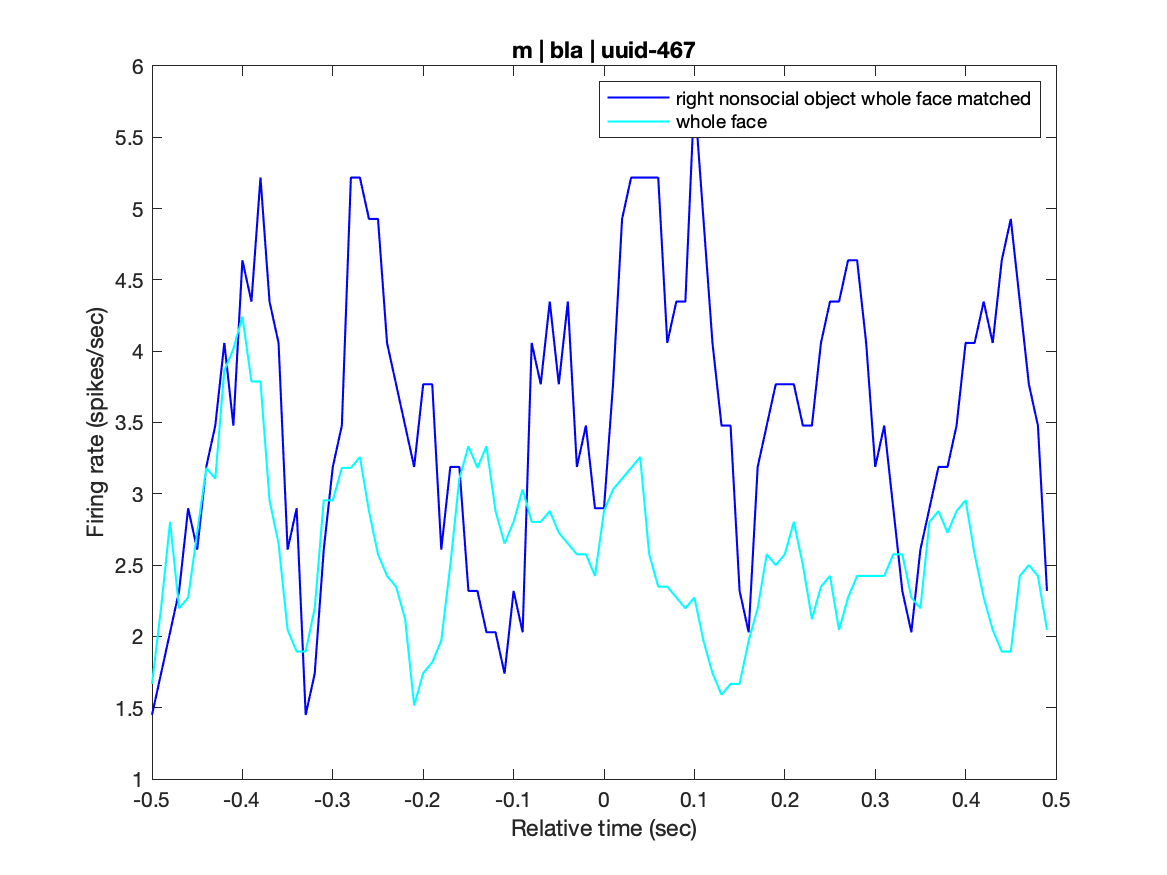 m | bla | uuid-467
right nonsocial object whole face matched
whole face
6
5.5
5
4.5
4
3.5
3
2.5
2
1.5
1
Firing rate (spikes/sec)
-0.5 -0.4 -0.3 -0.2 -0.1 0 0.1 0.2 0.3 0.4 0.5
Relative time (sec)